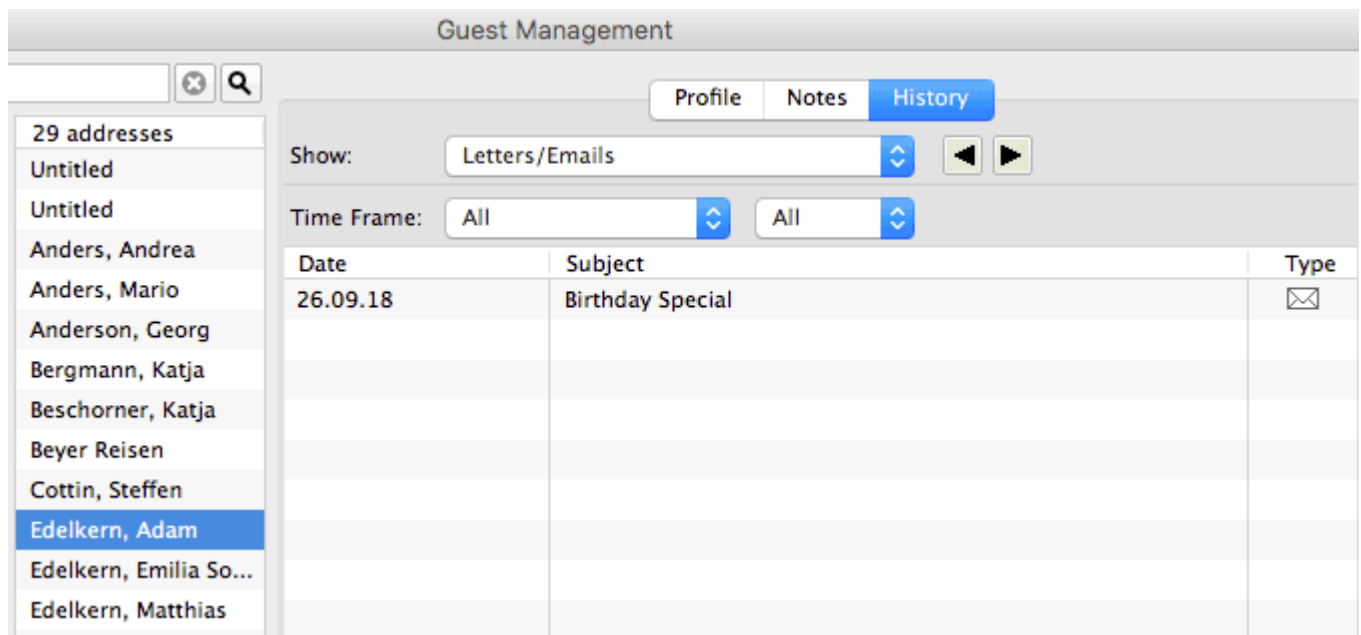 Guest Management
Profile Notes History
29 addresses
Untitled
Untitled
Anders, Andrea
Anders, Mario
Anderson, Georg
Bergmann, Katja
Beschorner, Katja
Beyer Reisen
Cottin, Steffen
Edelkern, Adam
Edelkern, Emilia So...
Edelkern, Matthias
Show: Letters/Emails
Time Frame: All All
Date Subject Type
26.09.18 Birthday Special